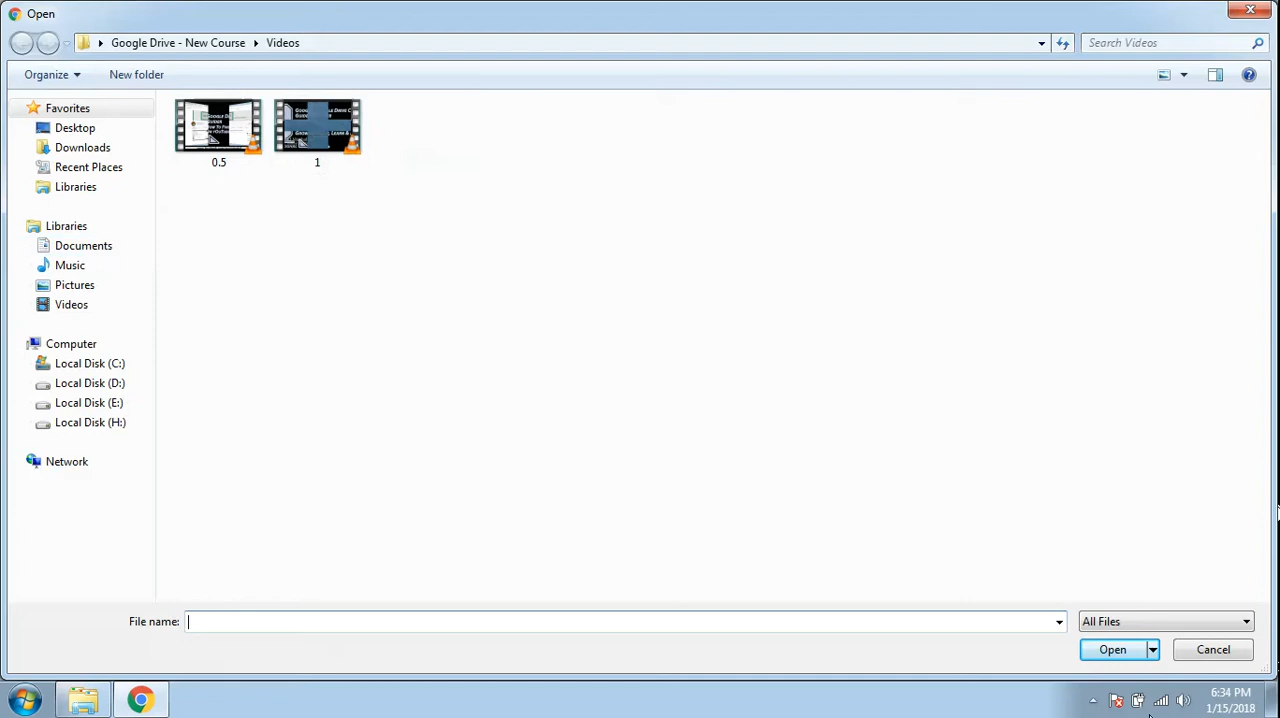 Open
Google Drive - New Course
Videos
Search Videos
Organize
New folder
Favorites
Desktop
Downloads
Recent Places
Libraries
Libraries
Documents
Music
Pictures
Videos
Computer
Local Disk (C:)
Local Disk (D:)
Local Disk (E:)
Local Disk (H:)
Network
0.5
1
File name:
All Files
Open
Cancel
6:34 PM
1/15/2018